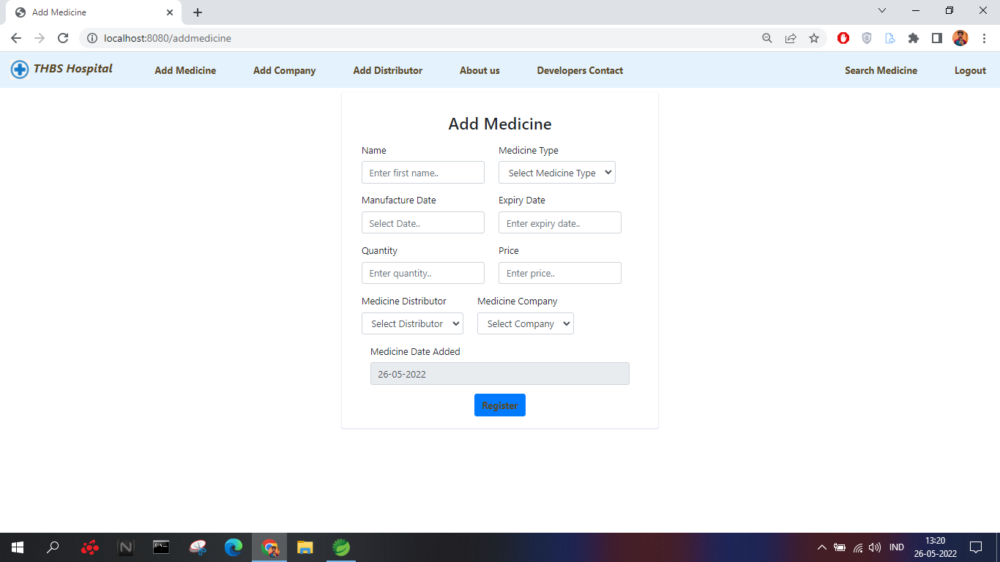 Add Medicine
localhost:8080/addmedicine
THBS Hospital Add Medicine Add Company Add Distributor About us Developers Contact Search Medicine Logout
Add Medicine
Name Medicine Type
Enter first name.. Select Medicine Type
Manufacture Date Expiry Date
Select Date.. Enter expiry date..
Quantity Price
Enter quantity.. Enter price..
Medicine Distributor Medicine Company
Select Distributor Select Company
Medicine Date Added
26-05-2022
Register
IND 13:20
26-05-2022